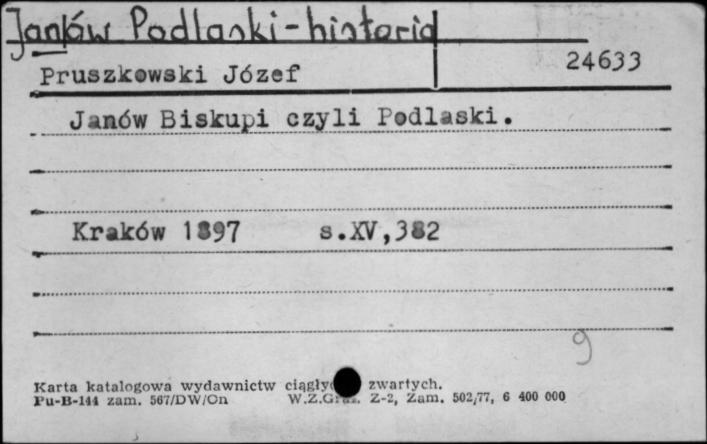 Janów Podlaski - historia
Pruszkowski Józef
24633
Janów Biskupi czyli Podlaski.
Kraków 1897 s.XV,382
9
Karta katalogowa wydawnictw zwartych.
Pu-B-144 zam. 567/DW/On Z-2, Zam. 502/77, 6 400 000